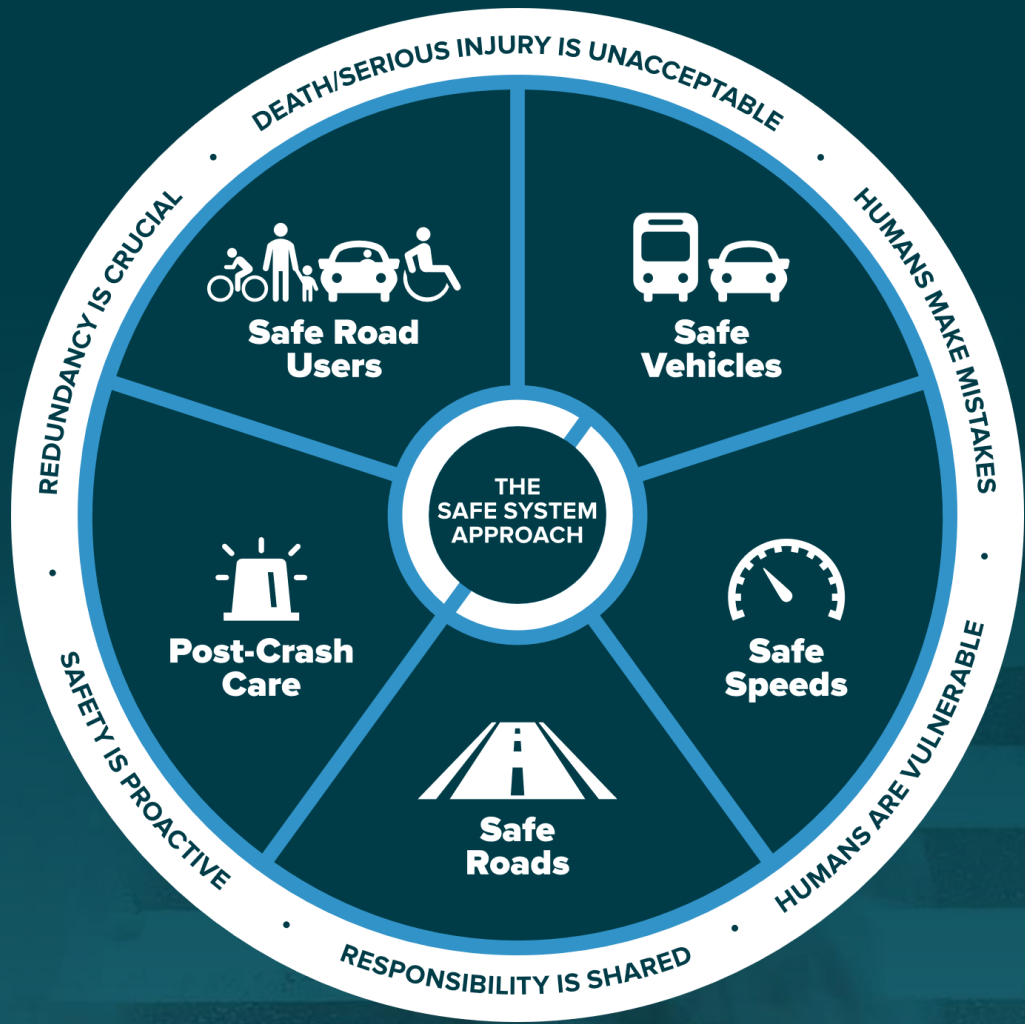 DEATH/SERIOUS INJURY IS UNACCEPTABLE
HUMANS MAKE MISTAKES
HUMANS ARE VULNERABLE
RESPONSIBILITY IS SHARED
SAFETY IS PROACTIVE
REDUNDANCY IS CRUCIAL
Safe Road
Users
Safe
Vehicles
Safe
Speeds
Safe
Roads
Post-Crash
Care
THE
SAFE SYSTEM
APPROACH